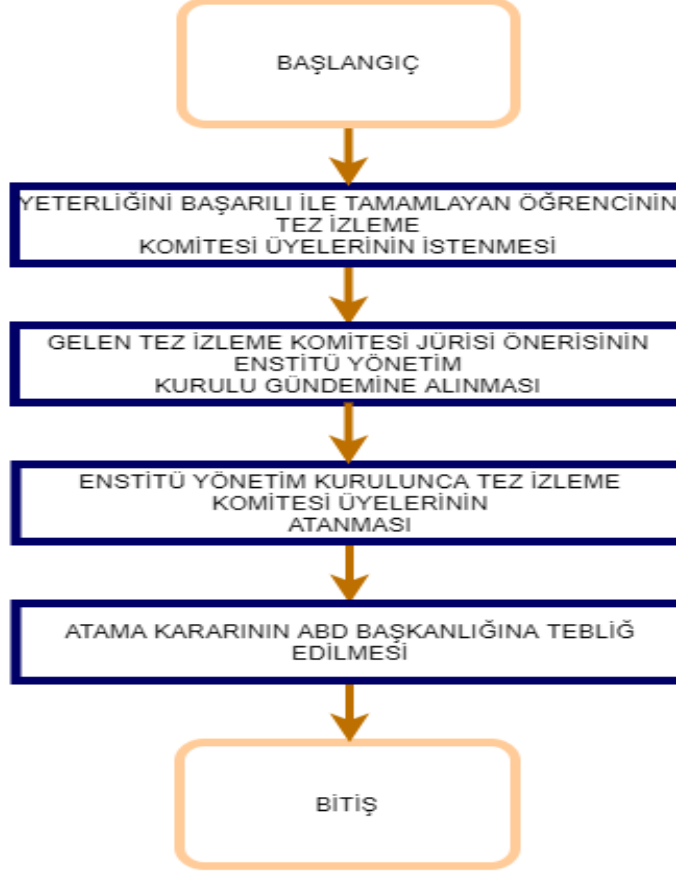 BAŞLANGIÇ
YETERLİĞİNİ BAŞARILI İLE TAMAMLAYAN ÖĞRENCİNİN
TEZ İZLEME
KOMİTESİ ÜYELERİNİN İSTENMESİ
GELEN TEZ İZLEME KOMİTESİ JÜRİSİ ÖNERİSİNİN
ENSTİTÜ YÖNETİM
KURULU GÜNDEMİNE ALINMASI
ENSTİTÜ YÖNETİM KURULUNCA TEZ İZLEME
KOMİTESİ ÜYELERİNİN
ATANMASI
ATAMA KARARININ ABD BAŞKANLIĞINA TEBLİĞ
EDİLMESİ
BİTİŞ